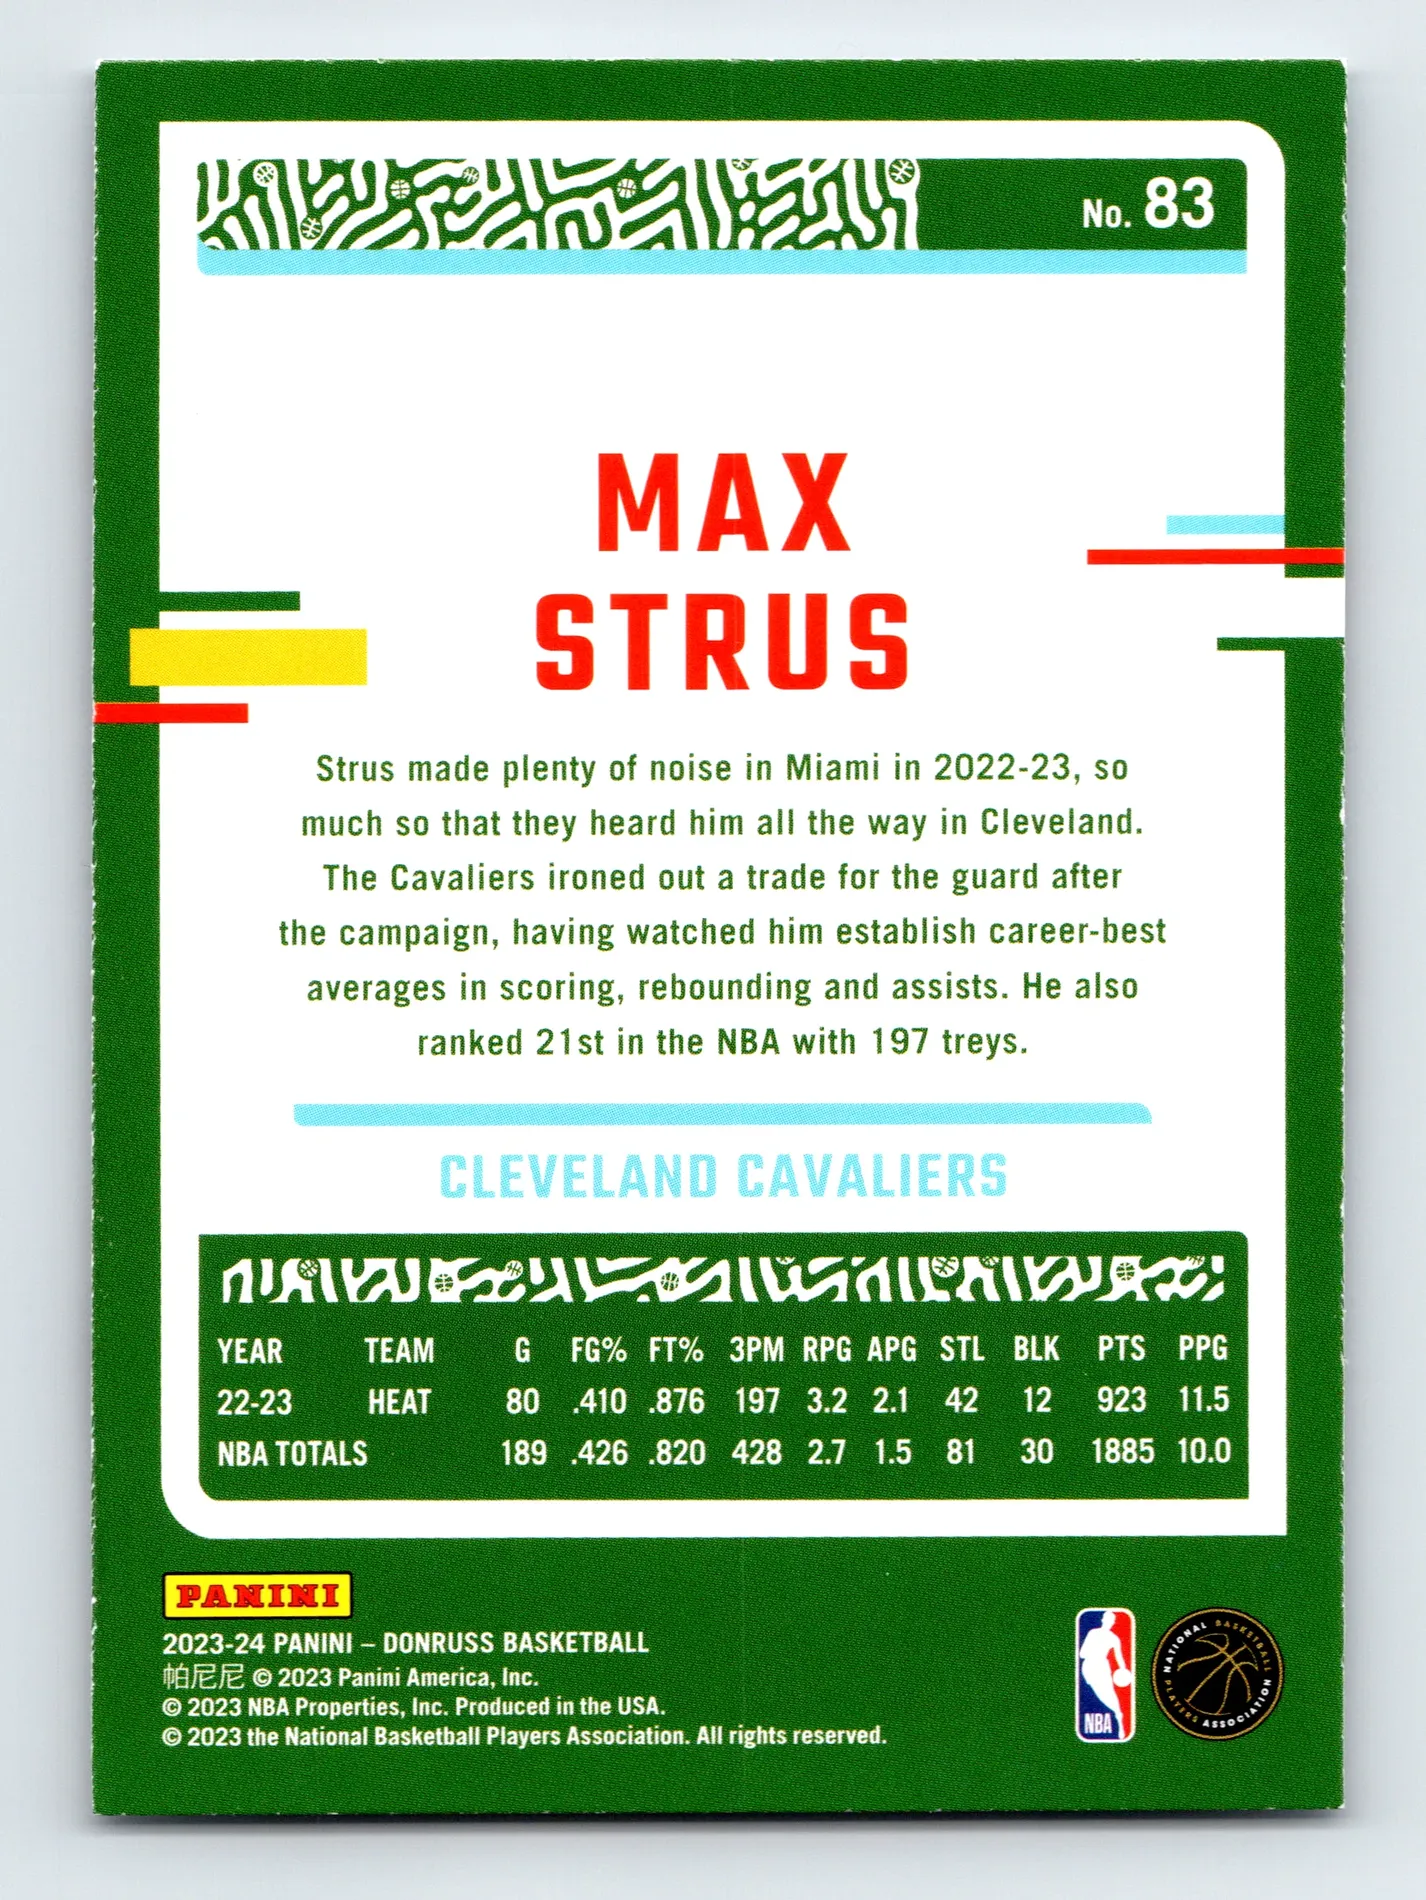 No. 83
MAX
STRUS
Strus made plenty of noise in Miami in 2022-23, so
much so that they heard him all the way in Cleveland.
The Cavaliers ironed out a trade for the guard after
the campaign, having watched him establish career-best
averages in scoring, rebounding and assists. He also
ranked 21st in the NBA with 197 treys.
CLEVELAND CAVALIERS
YEAR TEAM G FG% FT% 3PM RPG APG STL BLK PTS PPG
22-23 HEAT 80 .410 .876 197 3.2 2.1 42 12 923 11.5
NBA TOTALS 189 .426 .820 428 2.7 1.5 81 30 1885 10.0
PANINI
2023-24 PANINI – DONRUSS BASKETBALL
帕尼尼 © 2023 Panini America, Inc.
© 2023 NBA Properties, Inc. Produced in the USA.
© 2023 the National Basketball Players Association. All rights reserved.
NBA
NATIONAL BASKETBALL
PLAYERS ASSOCIATION